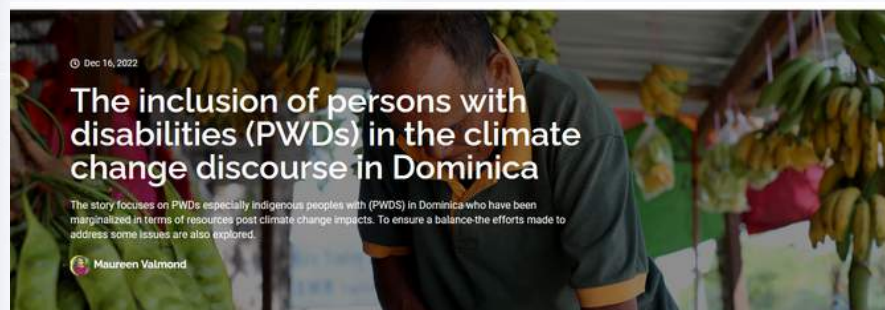 Dec 16, 2022
The inclusion of persons with
disabilities (PWDs) in the climate
change discourse in Dominica
The story focuses on PWDs especially indigenous peoples with (PWDS) in Dominica-who have been
marginalized in terms of resources post climate change impacts. To ensure a balance-the efforts made to
address some issues are also explored.
Maureen Valmond